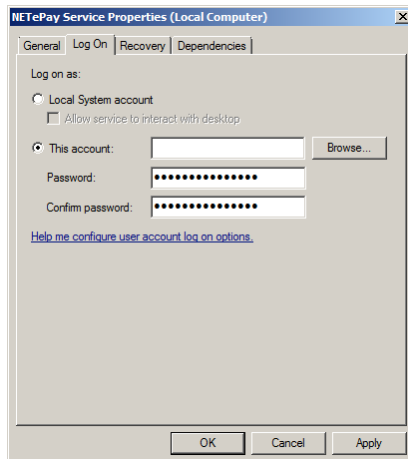 NETePay Service Properties (Local Computer)
General Log On Recovery Dependencies
Log on as:
Local System account
Allow service to interact with desktop
This account: Browse...
Password: •••••••••••••••
Confirm password: •••••••••••••••
Help me configure user account log on options.
OK Cancel Apply